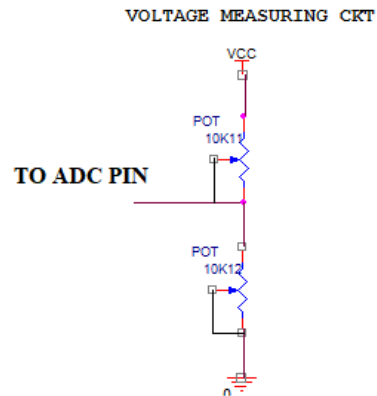 VOLTAGE MEASURING CKT
VCC
POT
10K11
TO ADC PIN
POT
10K12
0